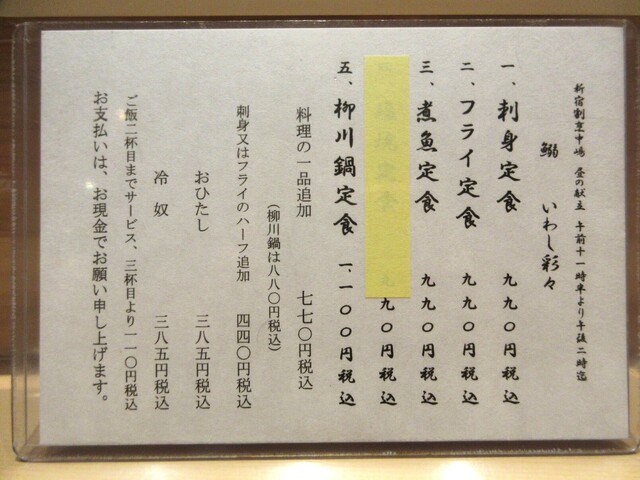 新宿割烹中嶋 昼の献立 午前十一時半より午後二時迄
鰯 いわし彩々
一、刺身定食 九九〇円税込
二、フライ定食 九九〇円税込
三、煮魚定食 九九〇円税込
定食 九九〇円税込
五、柳川鍋定食 一、一〇〇円税込
料理の一品追加 七七〇円税込
(柳川鍋は八八〇円税込)
刺身又はフライのハーフ追加 四四〇円税込
おひたし 三八五円税込
冷奴 三八五円税込
ご飯二杯目までサービス、三杯目より一一〇円税込
お支払いは、お現金でお願い申し上げます。